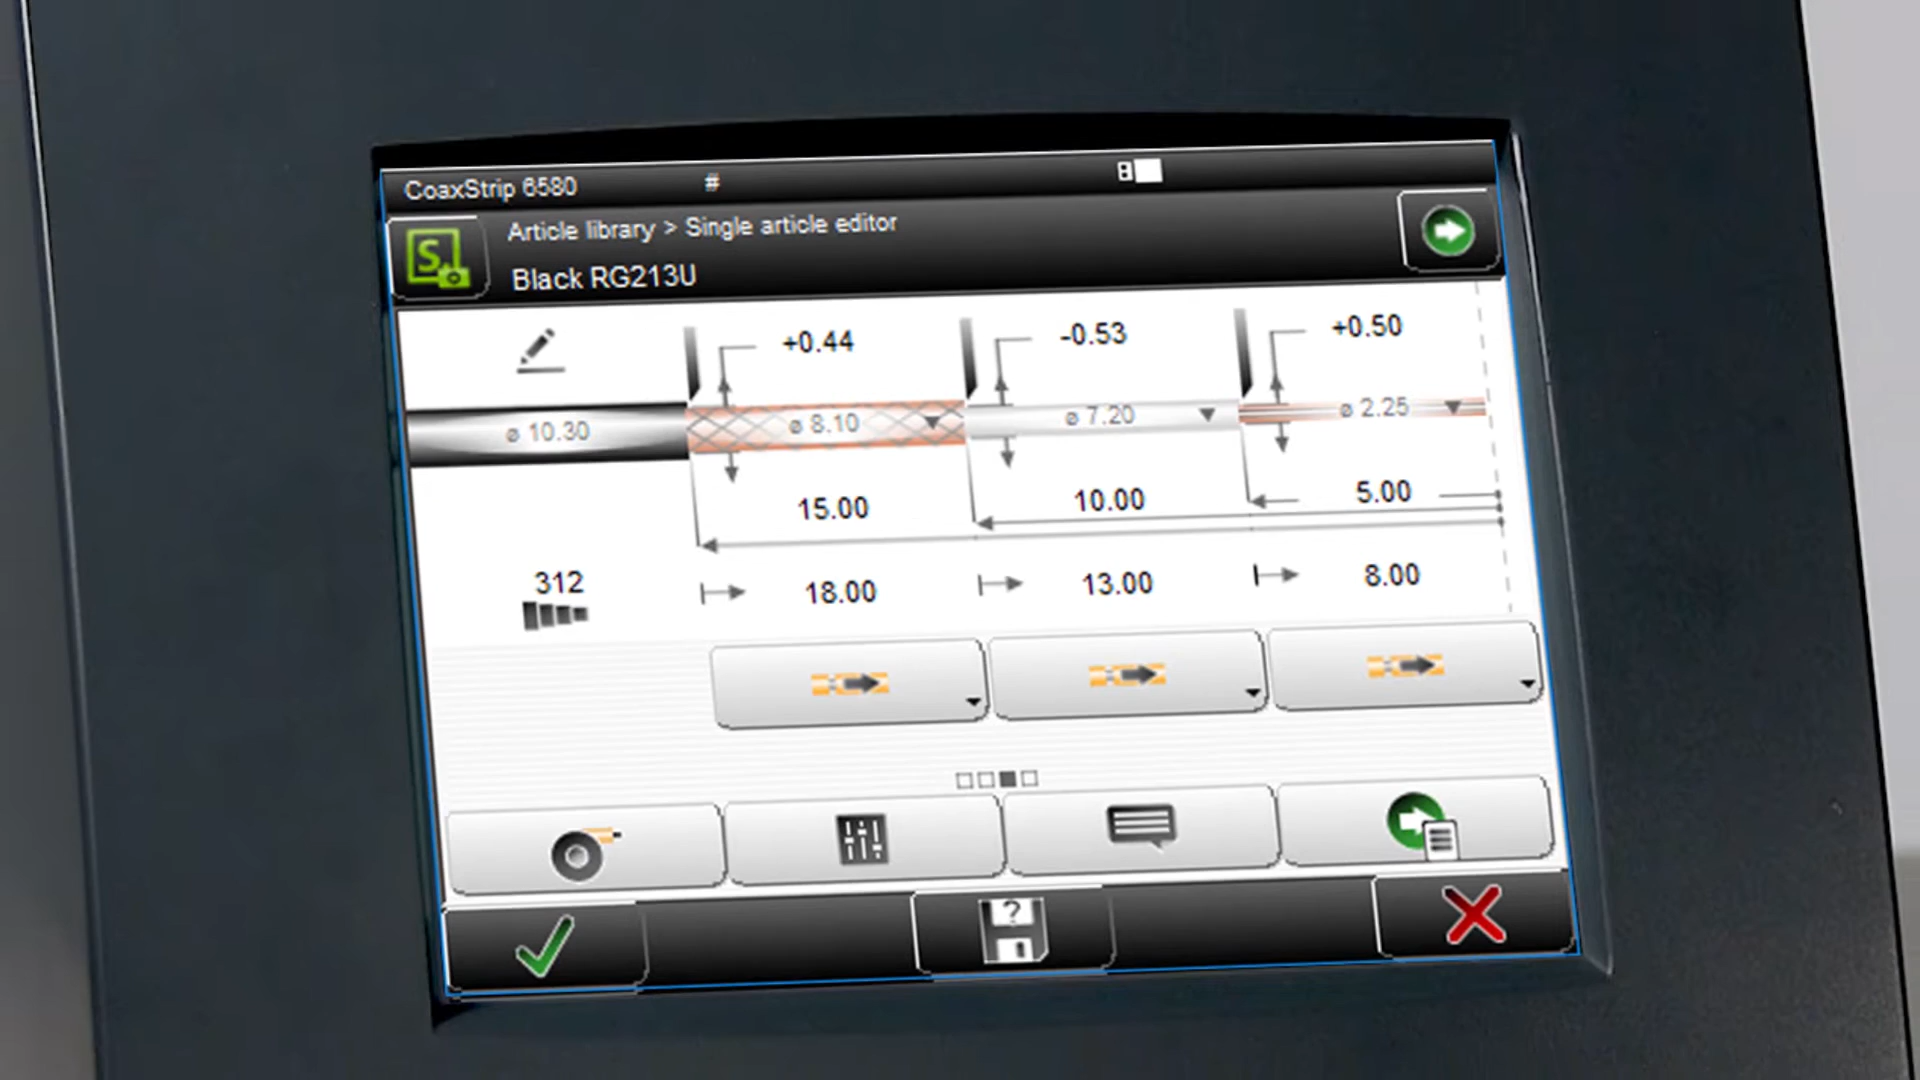 CoaxStrip 6580 #
Article library > Single article editor
Black RG213U
+0.44 -0.53 +0.50
ø 10.30 ø 8.10 ø 7.20 ø 2.25
15.00 10.00 5.00
312 18.00 13.00 8.00